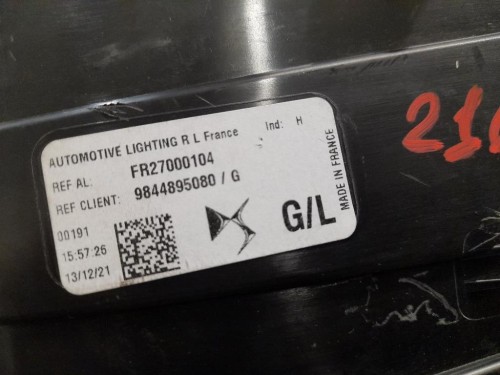 AUTOMOTIVE LIGHTING R L France Ind: H
REF AL: FR27000104
REF CLIENT: 9844895080 / G
00191
15:57:26
13/12/21
G/L
MADE IN FRANCE